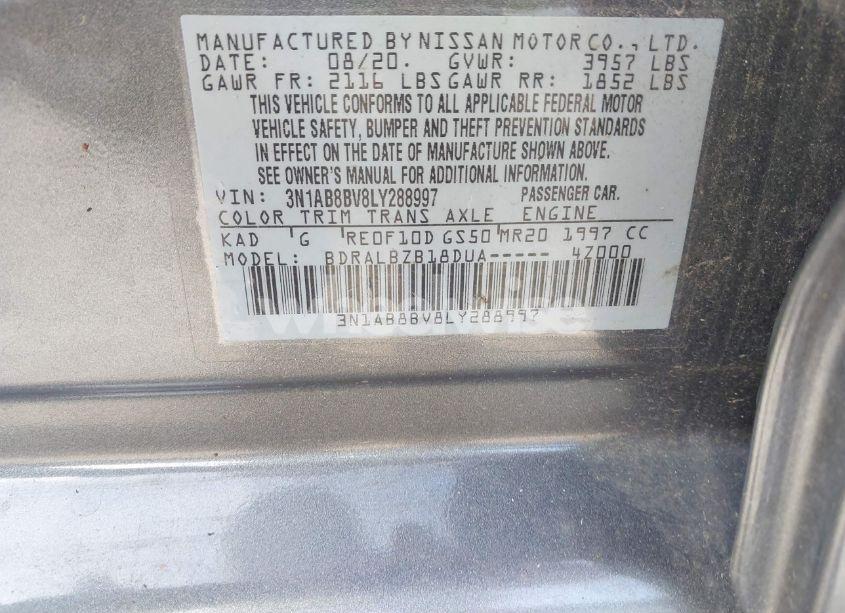 MANUFACTURED BY NISSAN MOTOR CO., LTD.
DATE: 08/20. GVWR: 3957 LBS
GAWR FR: 2116 LBS GAWR RR: 1852 LBS
THIS VEHICLE CONFORMS TO ALL APPLICABLE FEDERAL MOTOR
VEHICLE SAFETY, BUMPER AND THEFT PREVENTION STANDARDS
IN EFFECT ON THE DATE OF MANUFACTURE SHOWN ABOVE.
SEE OWNER'S MANUAL FOR ADDITIONAL INFORMATION.
VIN: 3N1AB8BV8LY288997 PASSENGER CAR.
COLOR TRIM TRANS AXLE ENGINE
KAD G RE0F10D GS50 MR20 1997 CC
MODEL: BDRALBZB18DUA----- 4Z000
3N1AB8BV8LY288997